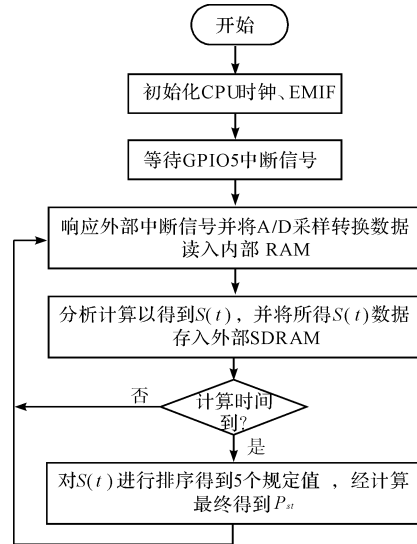 开始
初始化CPU时钟、EMIF
等待GPIO5中断信号
响应外部中断信号并将A/D采样转换数据
读入内部 RAM
分析计算以得到S(t)，并将所得S(t)数据
存入外部SDRAM
计算时间
到?
否
是
对S(t)进行排序得到5个规定值 ，经计算
最终得到Pst